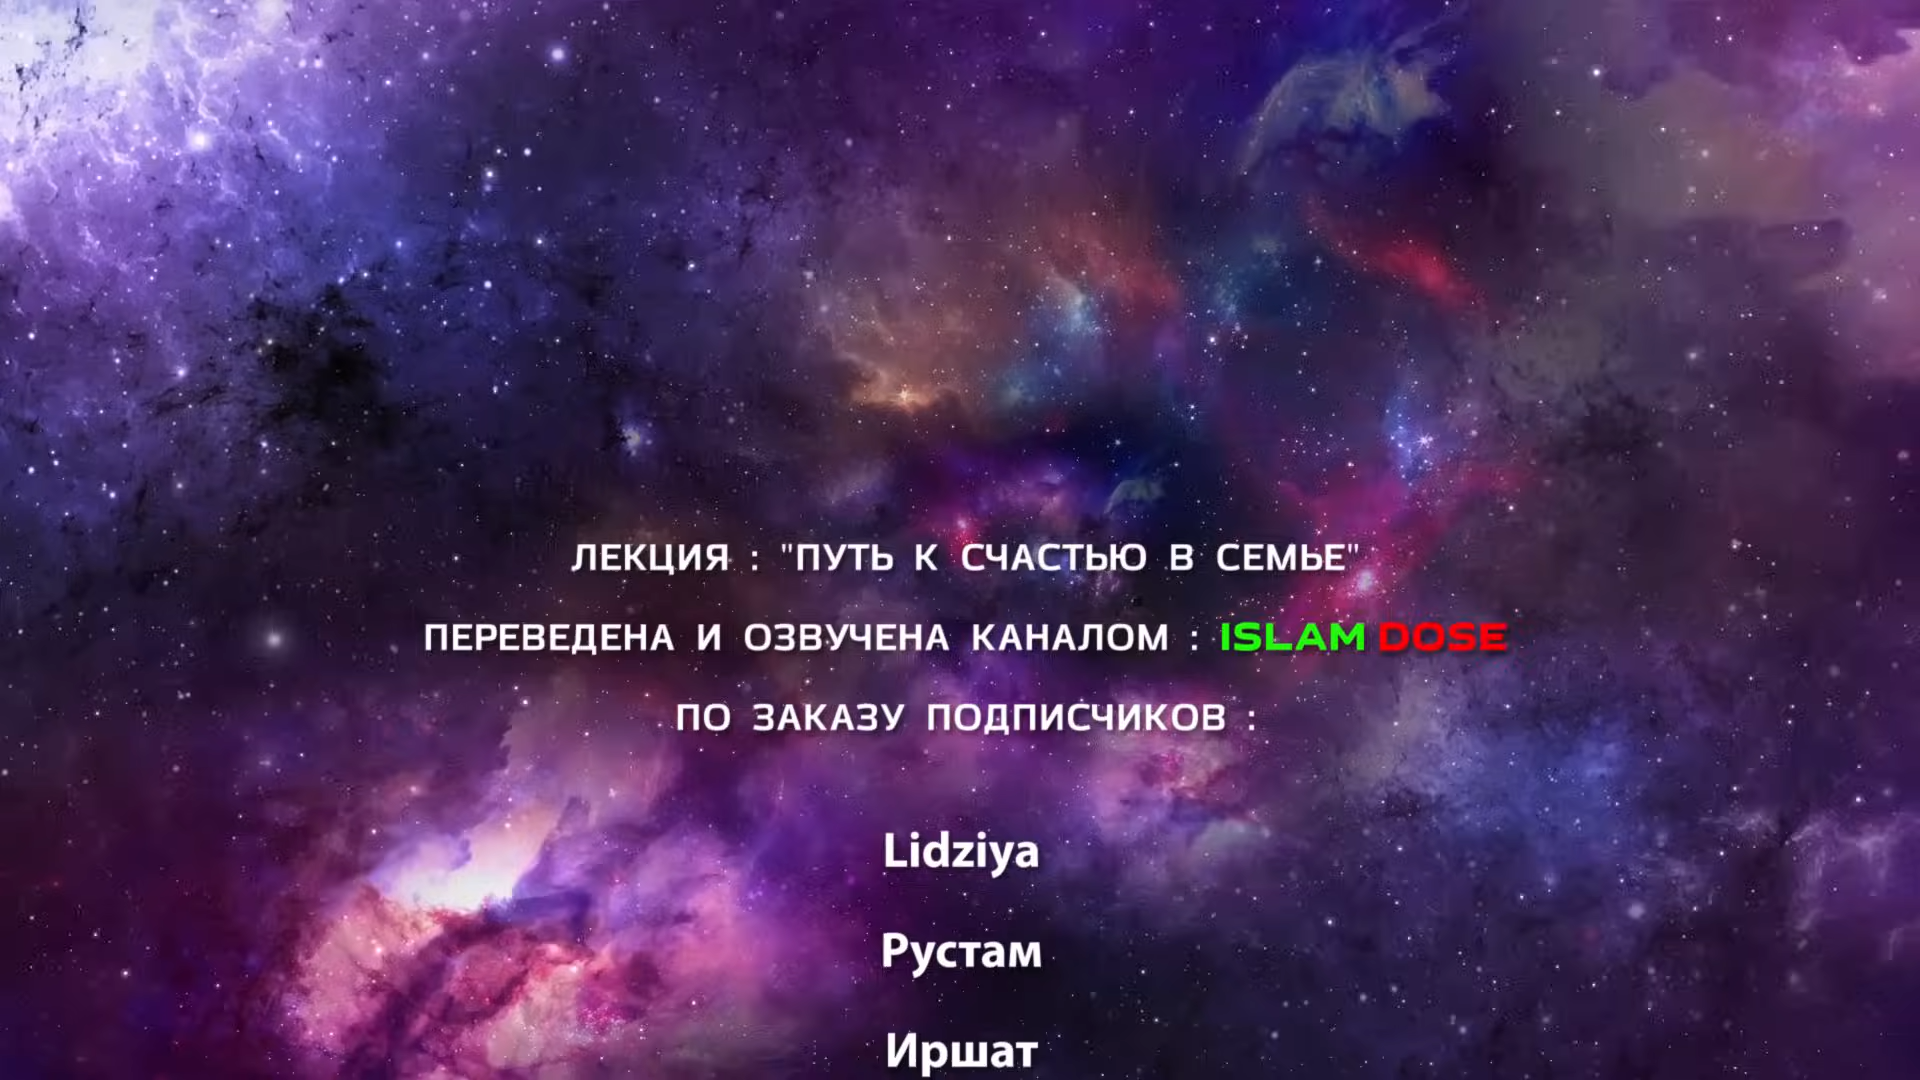 ЛЕКЦИЯ : "ПУТЬ К СЧАСТЬЮ В СЕМЬЕ"
ПЕРЕВЕДЕНА И ОЗВУЧЕНА КАНАЛОМ : ISLAM DOSE
ПО ЗАКАЗУ ПОДПИСЧИКОВ :
Lidziya
Рустам
Иршат